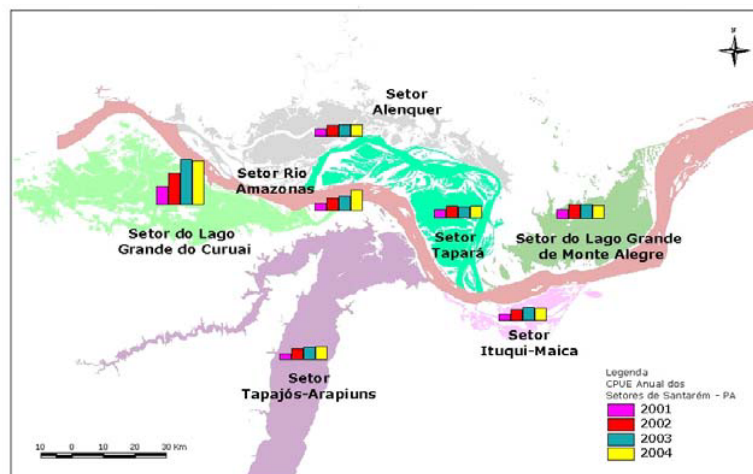 N
Setor
Alenquer
Setor Rio
Amazonas
Setor do Lago
Grande do Curuai
Setor
Tapará
Setor do Lago Grande
de Monte Alegre
Setor
Ituqui-Maica
Setor
Tapajós-Arapiuns
Legenda
CPUE Anual dos
Setores de Santarém - PA
2001
2002
2003
2004
10 0 10 20 30 Km